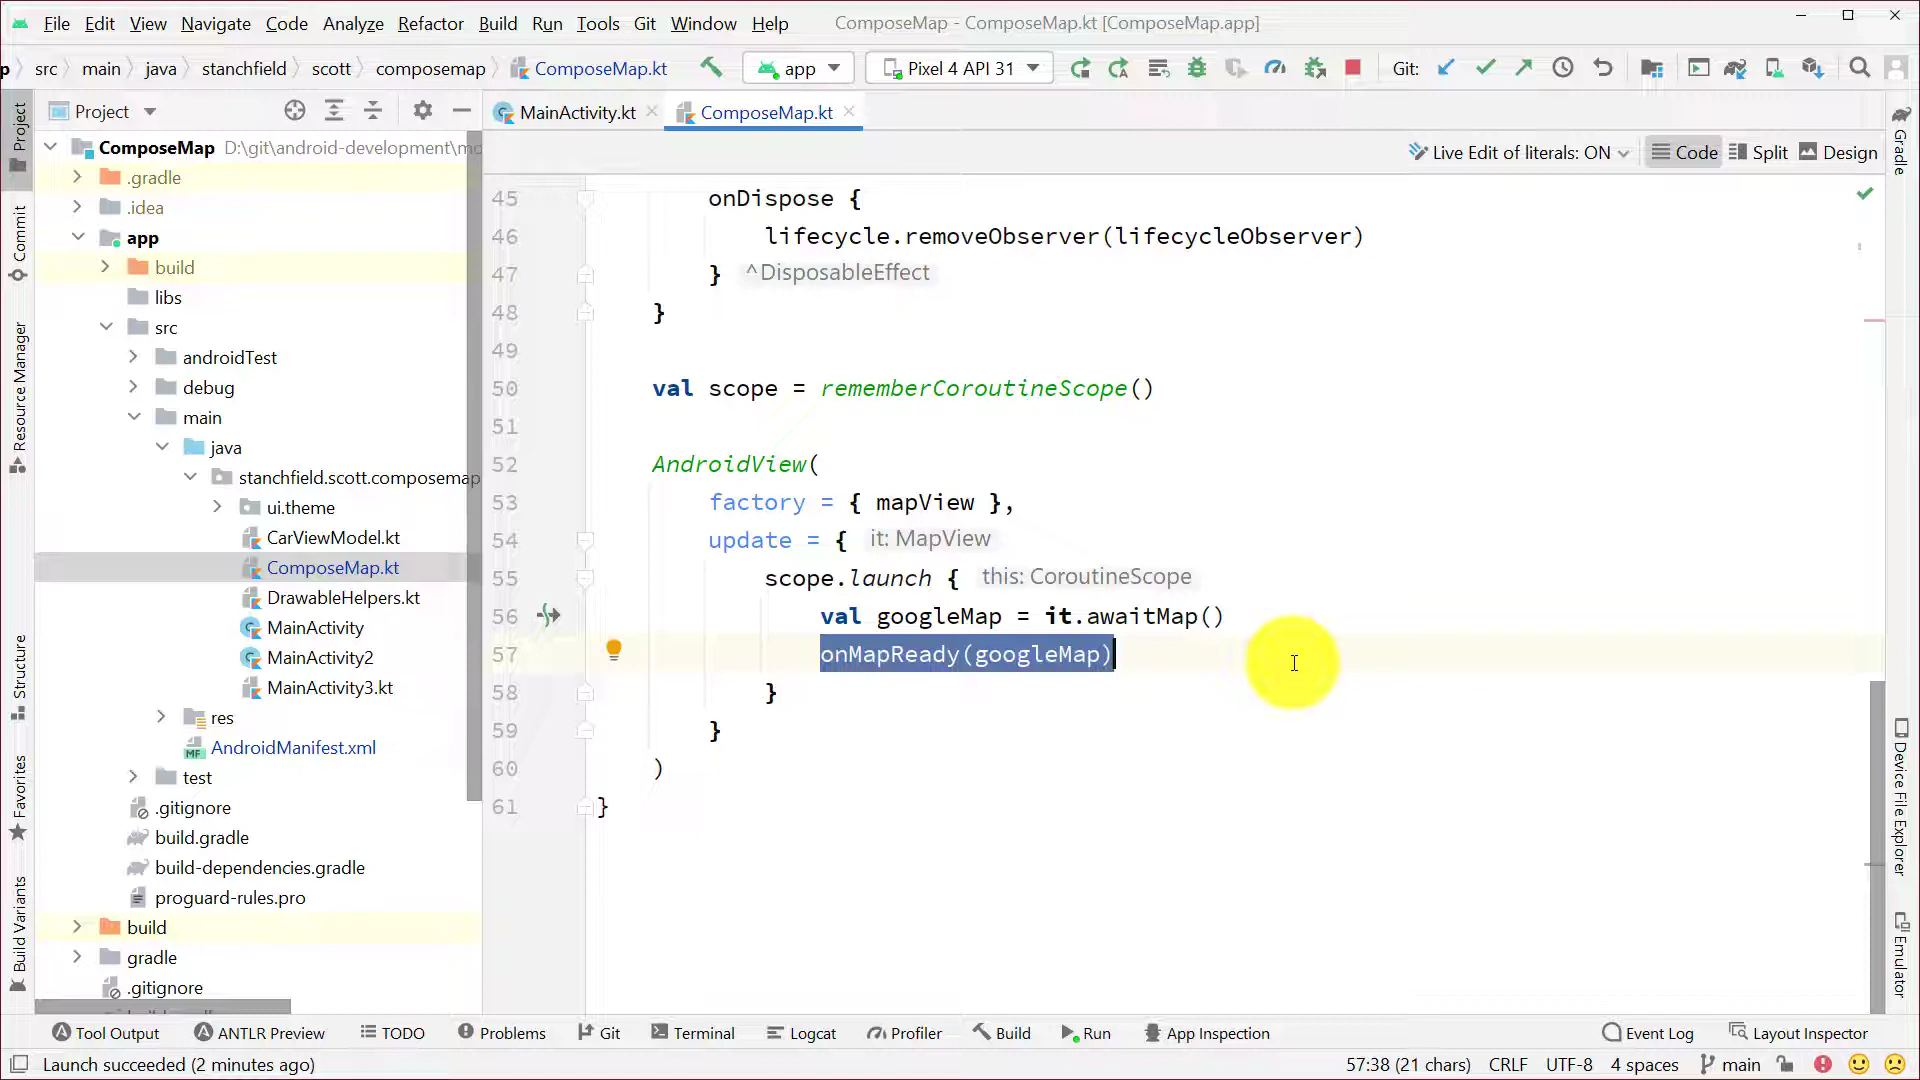 File Edit View Navigate Code Analyze Refactor Build Run Tools Git Window Help ComposeMap - ComposeMap.kt [ComposeMap.app]
p src main java stanchfield scott composemap ComposeMap.kt app Pixel 4 API 31 Git:
Project
MainActivity.kt ComposeMap.kt
Live Edit of literals: ON Code Split Design
Project
Commit
Resource Manager
Structure
Favorites
Build Variants
ComposeMap D:\git\android-development\mo
.gradle
.idea
app
build
libs
src
androidTest
debug
main
java
stanchfield.scott.composemap
ui.theme
CarViewModel.kt
ComposeMap.kt
DrawableHelpers.kt
MainActivity
MainActivity2
MainActivity3.kt
res
MF AndroidManifest.xml
test
.gitignore
build.gradle
build-dependencies.gradle
proguard-rules.pro
build
gradle
.gitignore
45 onDispose {
46 lifecycle.removeObserver(lifecycleObserver)
47 } ^DisposableEffect
48 }
49
50 val scope = rememberCoroutineScope()
51
52 AndroidView(
53 factory = { mapView },
54 update = { it: MapView
55 scope.launch { this: CoroutineScope
56 val googleMap = it.awaitMap()
57 onMapReady(googleMap)
58 }
59 }
60 )
61 }
Gradle
Device File Explorer
Emulator
Tool Output ANTLR Preview TODO Problems Git Terminal Logcat Profiler Build Run App Inspection Event Log Layout Inspector
Launch succeeded (2 minutes ago) 57:38 (21 chars) CRLF UTF-8 4 spaces main